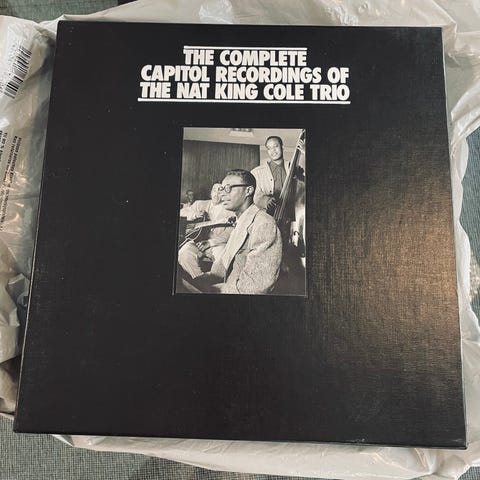 THE COMPLETE
CAPITOL RECORDINGS OF
THE NAT KING COLE TRIO